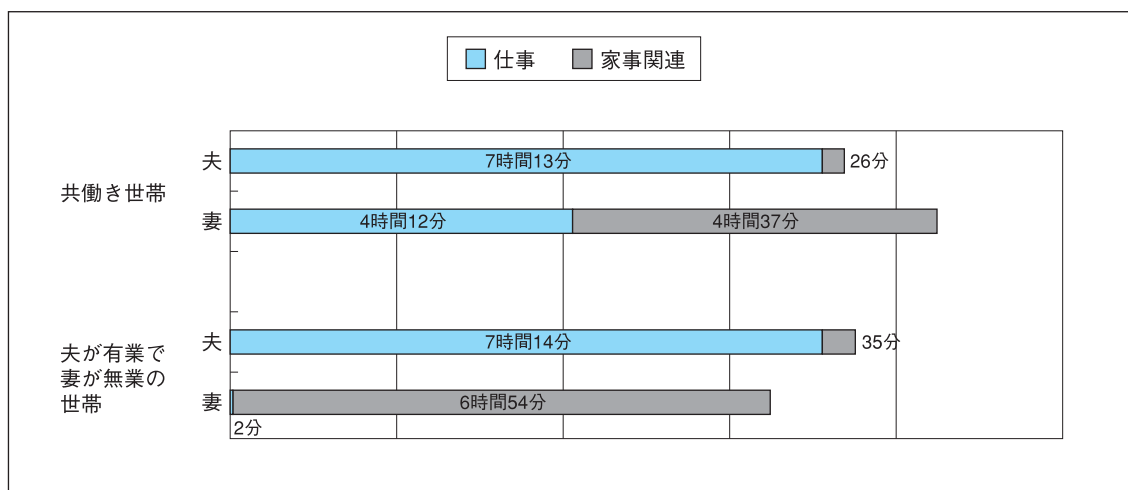 仕事 家事関連
共働き世帯
夫 7時間13分 26分
妻 4時間12分 4時間37分
夫が有業で
妻が無業の
世帯
夫 7時間14分 35分
妻 6時間54分
2分